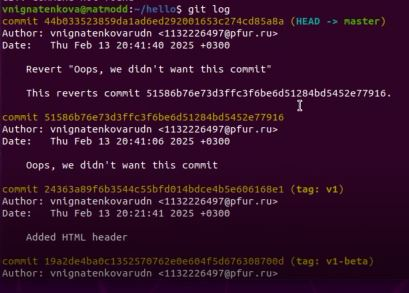 vnignatenkova@matmodd:~/hello$ git log
commit 44b033523859da1ad6ed292001c53c274cd85a8a (HEAD -> master)
Author: vnignatenkovarudn <1132226497@pfur.ru>
Date:   Thu Feb 13 20:41:40 2025 +0300
Revert "Oops, we didn't want this commit"
This reverts commit 51586b76e73d3ffc3f6be6d51284bd5452e77916.
commit 51586b76e73d3ffc3f6be6d51284bd5452e77916
Author: vnignatenkovarudn <1132226497@pfur.ru>
Date:   Thu Feb 13 20:41:06 2025 +0300
Oops, we didn't want this commit
commit 24363a89f6b3544c55bfd014bdce4b5e606168e1 (tag: v1)
Author: vnignatenkovarudn <1132226497@pfur.ru>
Date:   Thu Feb 13 20:21:41 2025 +0300
Added HTML header
commit 19a2de4ba0c1352570762e0e604f5d676308700d (tag: v1-beta)
Author: vnignatenkovarudn <1132226497@pfur.ru>